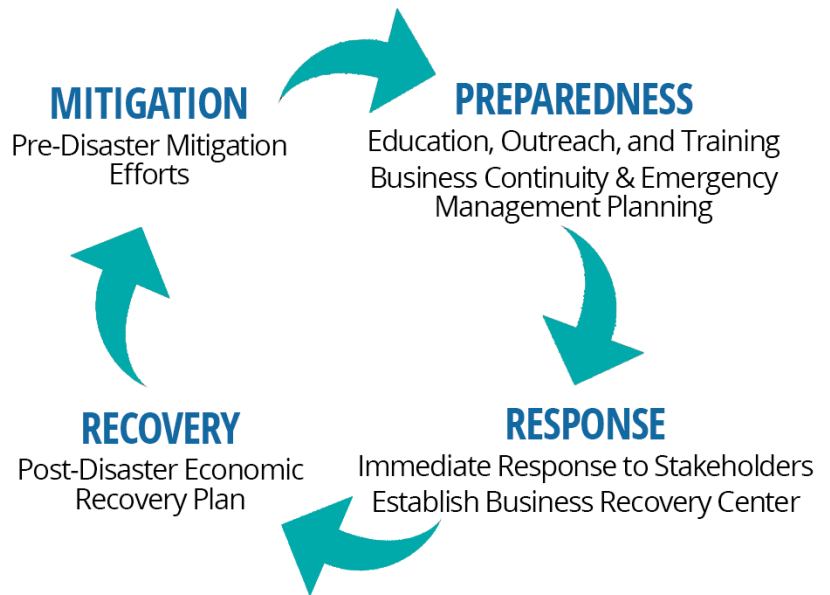 MITIGATION
Pre-Disaster Mitigation
Efforts
PREPAREDNESS
Education, Outreach, and Training
Business Continuity & Emergency
Management Planning
RECOVERY
Post-Disaster Economic
Recovery Plan
RESPONSE
Immediate Response to Stakeholders
Establish Business Recovery Center